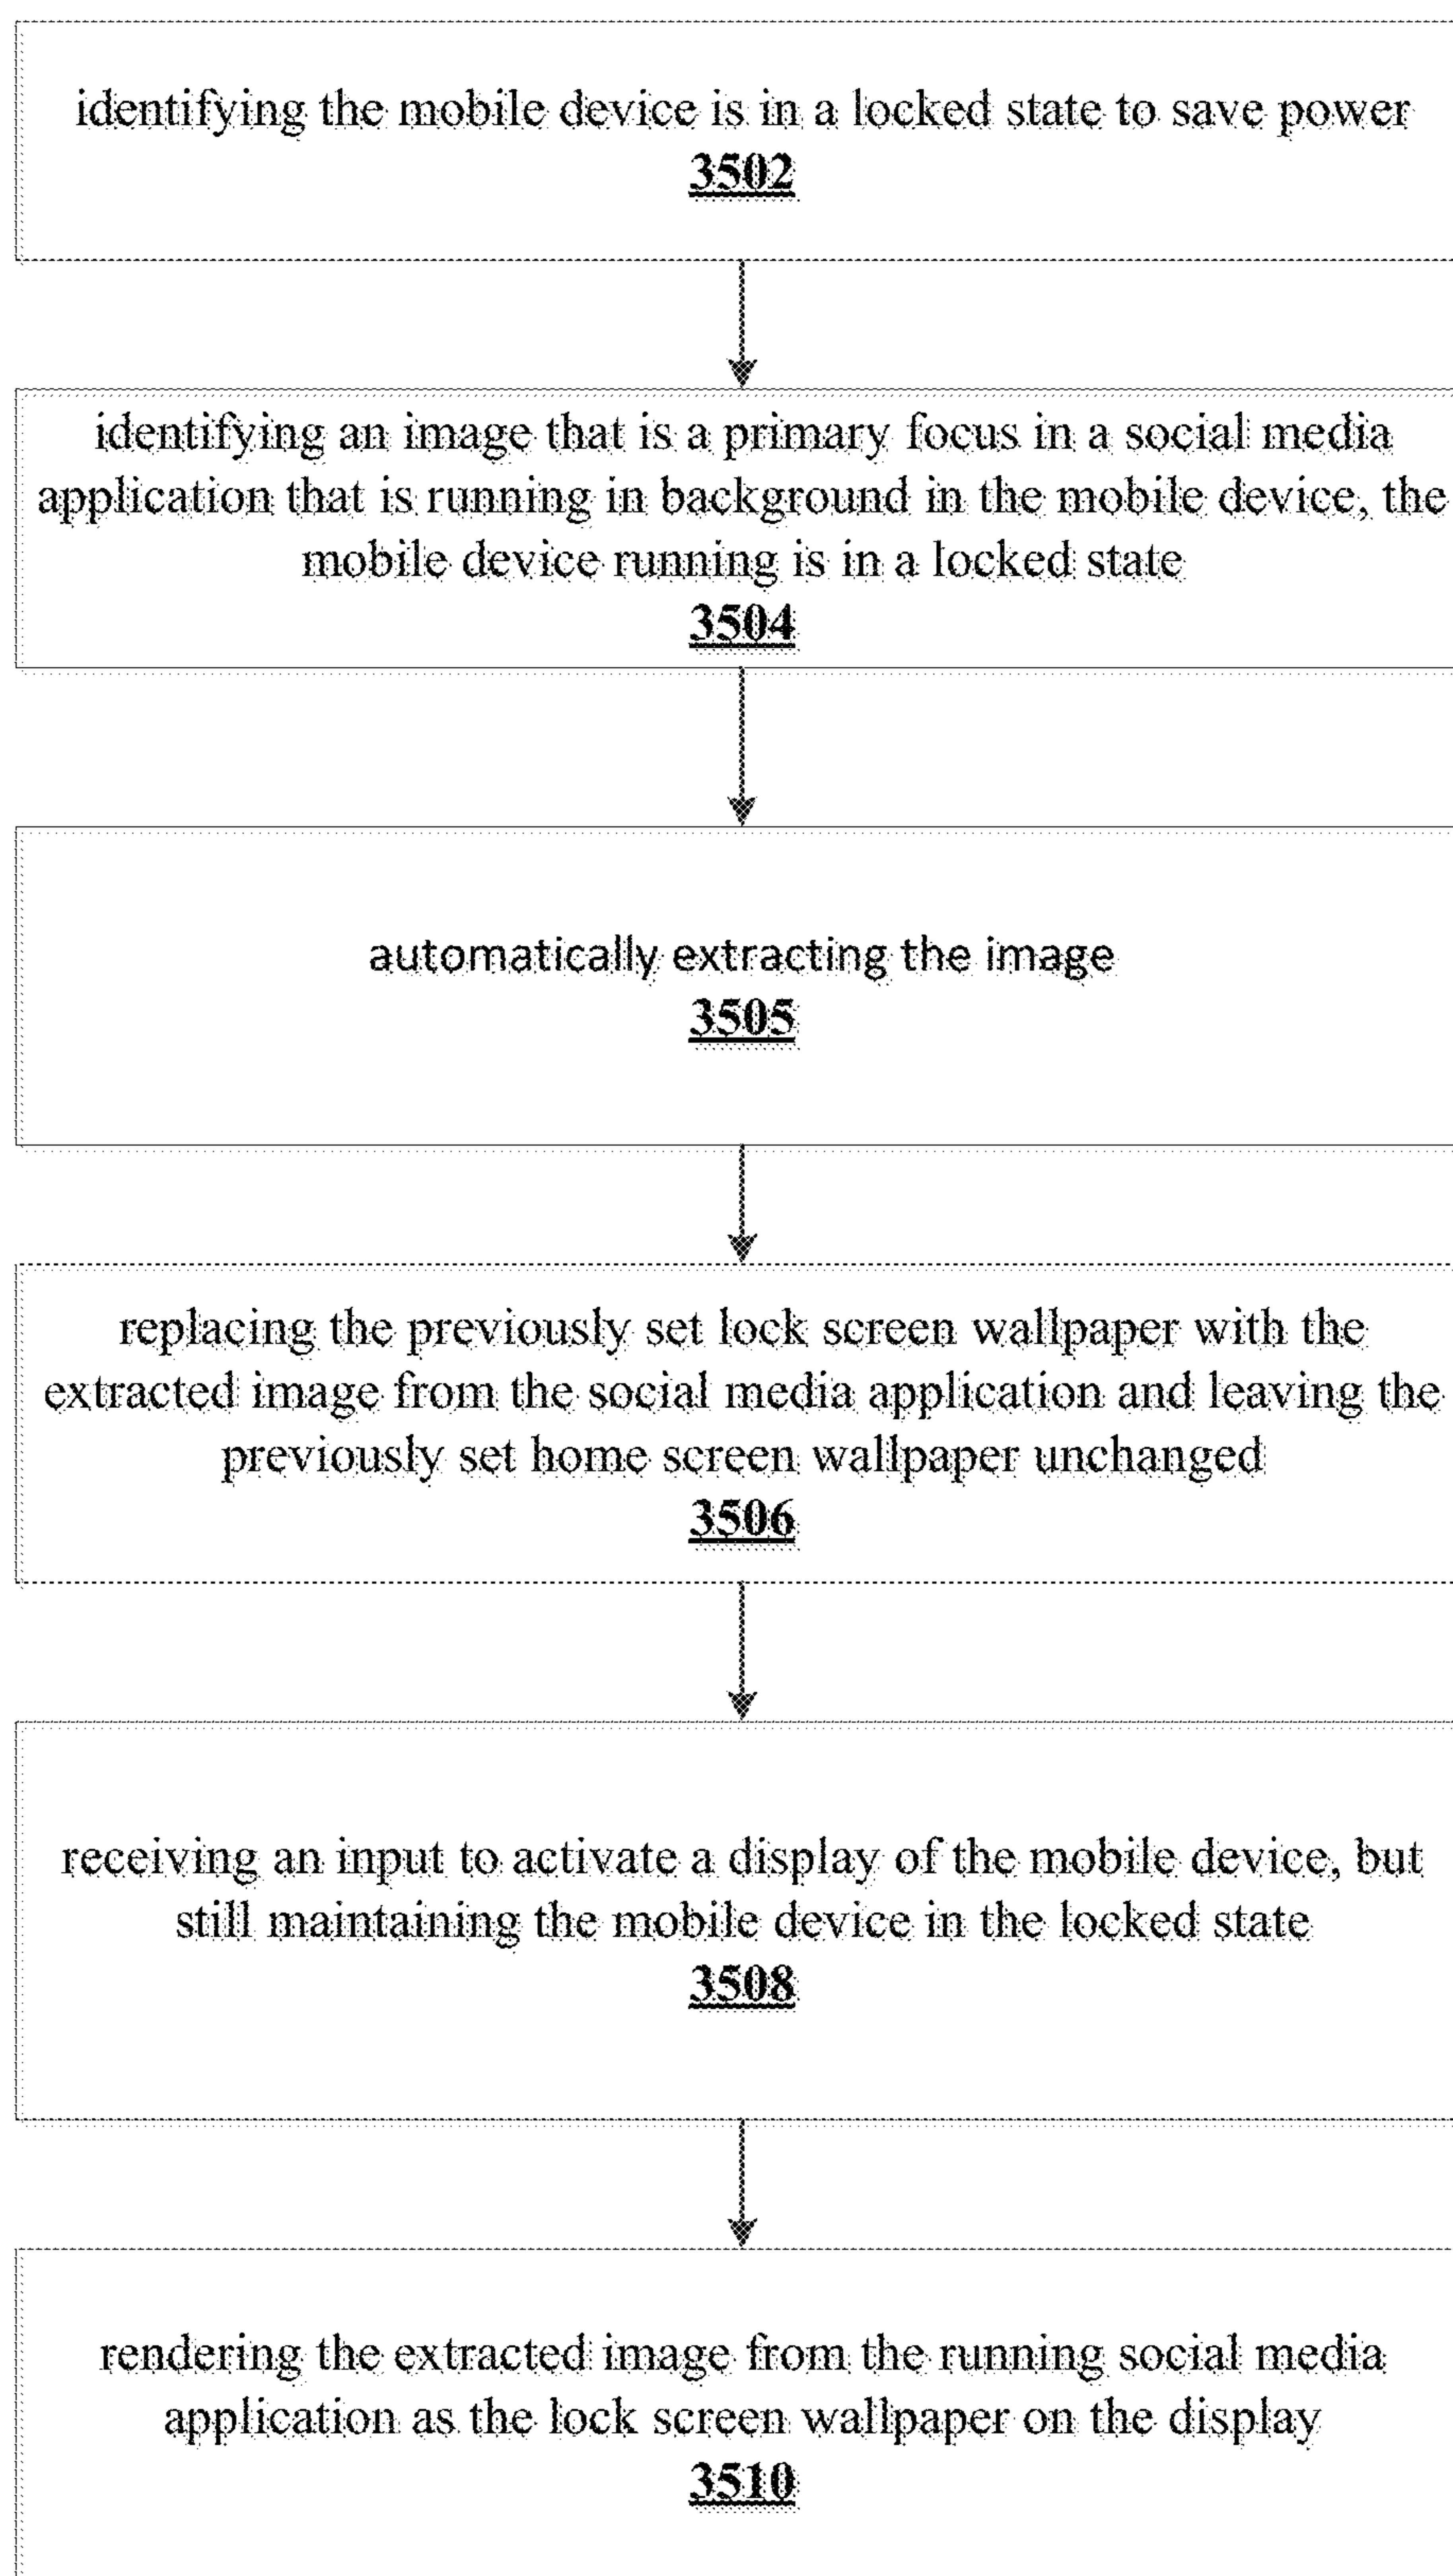 identifying the mobile device is in a locked state to save power
3502
identifying an image that is a primary focus in a social media
application that is running in background in the mobile device, the
mobile device running is in a locked state
3504
automatically extracting the image
3505
replacing the previously set lock screen wallpaper with the
extracted image from the social media application and leaving the
previously set home screen wallpaper unchanged
3506
receiving an input to activate a display of the mobile device, but
still maintaining the mobile device in the locked state
3508
rendering the extracted image from the running social media
application as the lock screen wallpaper on the display
3510